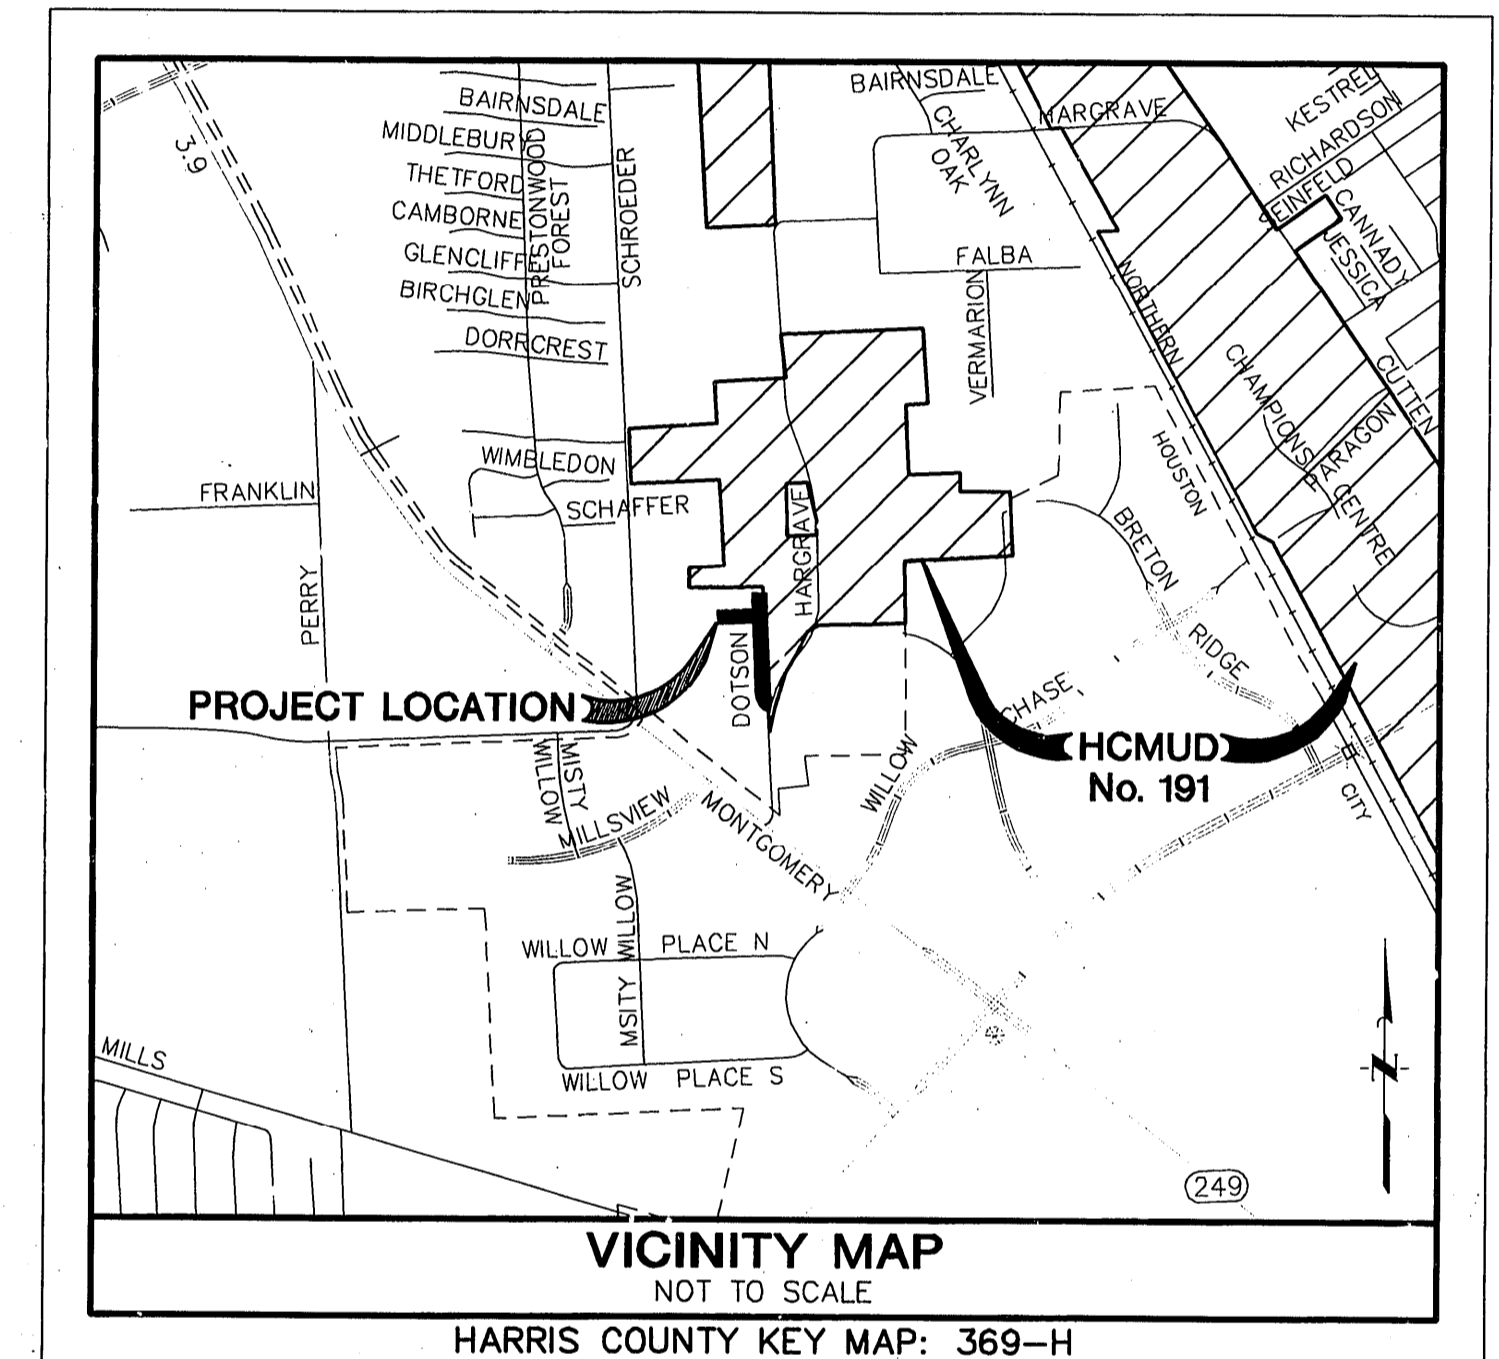 BAIRNSDALE
BAIRNSDALE
HARGRAVE
KESTREL
RICHARDSON
EINFELD
CANNADY
JESSICA
MIDDLEBURY
THETFORD
CAMBORNE
GLENCLIFF
BIRCHGLEN
DORRCREST
PRESTONWOOD
FOREST
SCHROEDER
CHARLYNN
OAK
FALBA
VERMARION
3.9
NORTHERN
CHAMPIONS
CUTTEN
CENTRE
HOUSTON
WIMBLEDON
FRANKLIN
SCHAFFER
HARGRAVE
BRETON
RIDGE
PERRY
DOTSON
PROJECT LOCATION
CHASE
WILLOW
HCMUD
No. 191
CITY
MISTY
WILLOW
MILLSVIEW
MONTGOMERY
WILLOW PLACE N
MSITY WILLOW
WILLOW PLACE S
MILLS
N
249
VICINITY MAP
NOT TO SCALE
HARRIS COUNTY KEY MAP: 369-H